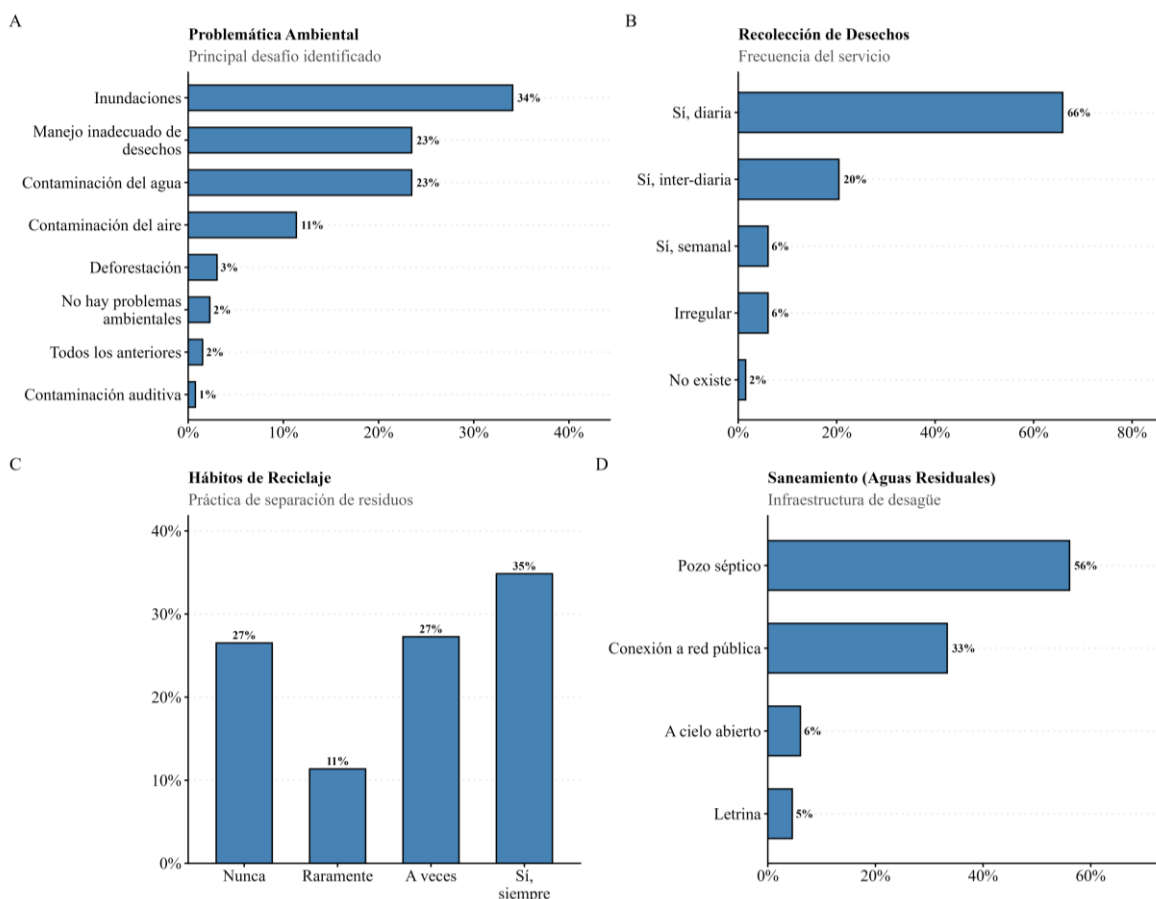 A
Problemática Ambiental
Principal desafío identificado
Inundaciones
34%
Manejo inadecuado de
desechos
23%
Contaminación del agua
23%
Contaminación del aire
11%
Deforestación
3%
No hay problemas
ambientales
2%
Todos los anteriores
2%
Contaminación auditiva
1%
0%
10%
20%
30%
40%
B
Recolección de Desechos
Frecuencia del servicio
Sí, diaria
66%
Sí, inter-diaria
20%
Sí, semanal
6%
Irregular
6%
No existe
2%
0%
20%
40%
60%
80%
C
Hábitos de Reciclaje
Práctica de separación de residuos
40%
30%
20%
10%
0%
27%
11%
27%
35%
Nunca
Raramente
A veces
Sí,
siempre
D
Saneamiento (Aguas Residuales)
Infraestructura de desagüe
Pozo séptico
56%
Conexión a red pública
33%
A cielo abierto
6%
Letrina
5%
0%
20%
40%
60%